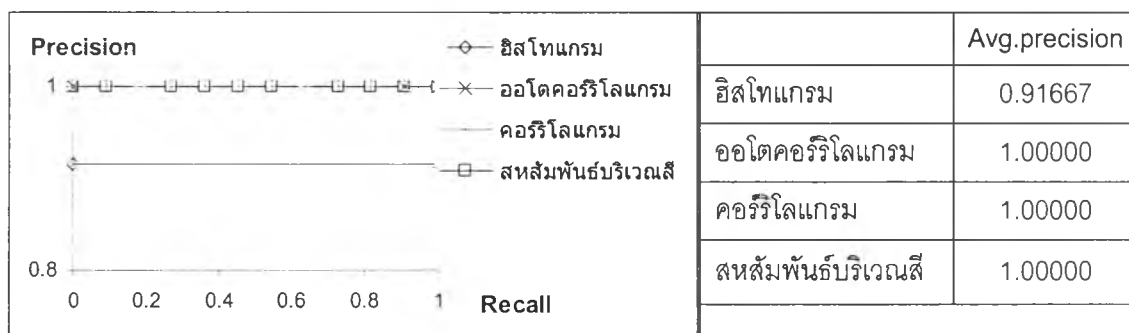 Precision
1
0.8
0 0.2 0.4 0.6 0.8 1
Recall
ฮิสโทแกรม
ออโตคอร์ริโลแกรม
คอร์ริโลแกรม
สหสัมพันธ์บริเวณสี
Avg.precision
ฮิสโทแกรม 0.91667
ออโตคอร์ริโลแกรม 1.00000
คอร์ริโลแกรม 1.00000
สหสัมพันธ์บริเวณสี 1.00000